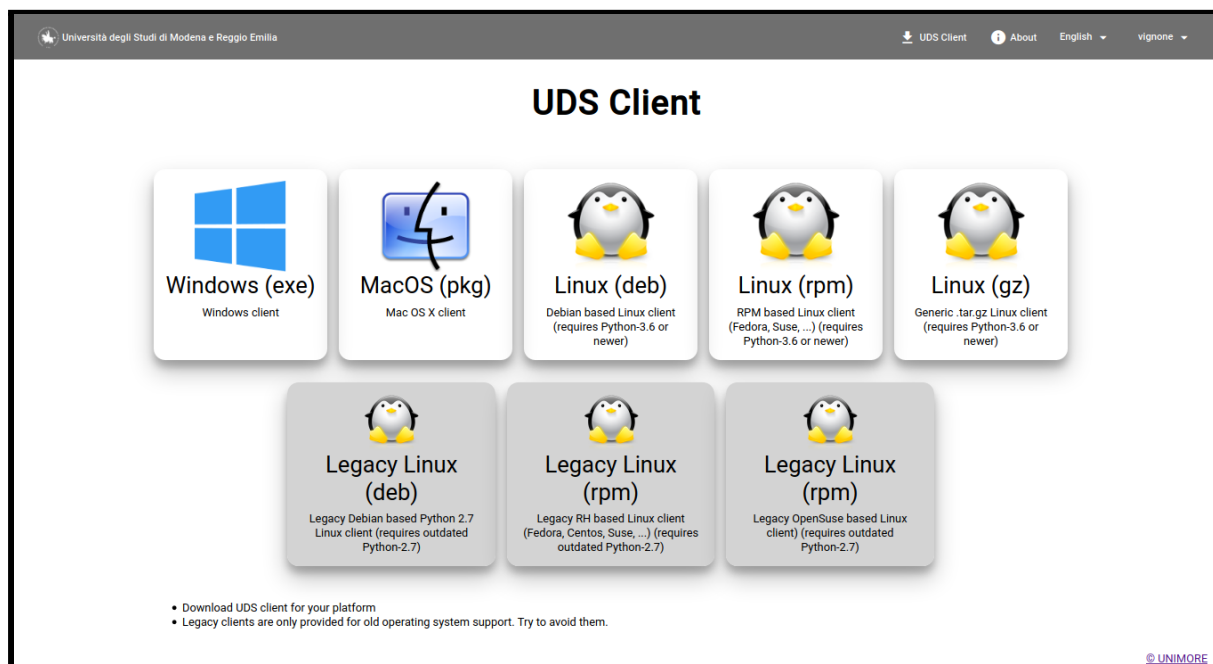 Università degli Studi di Modena e Reggio Emilia
UDS Client
About
English
vignone
UDS Client
Windows (exe)
Windows client
MacOS (pkg)
Mac OS X client
Linux (deb)
Debian based Linux client
(requires Python-3.6 or
newer)
Linux (rpm)
RPM based Linux client
(Fedora, Suse, ...) (requires
Python-3.6 or newer)
Linux (gz)
Generic .tar.gz Linux client
(requires Python-3.6 or
newer)
Legacy Linux
(deb)
Legacy Debian based Python 2.7
Linux client (requires outdated
Python-2.7)
Legacy Linux
(rpm)
Legacy RH based Linux client
(Fedora, Centos, Suse, ...) (requires
outdated Python-2.7)
Legacy Linux
(rpm)
Legacy OpenSuse based Linux
client) (requires outdated
Python-2.7)
• Download UDS client for your platform
• Legacy clients are only provided for old operating system support. Try to avoid them.
© UNIMORE